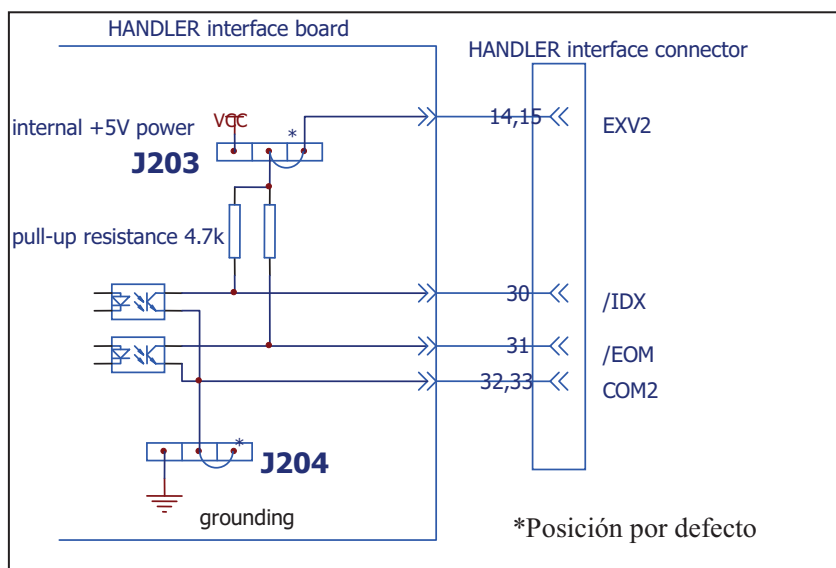 HANDLER interface board
HANDLER interface connector
internal +5V power
VCC
*
14,15
EXV2
J203
pull-up resistance 4.7k
30
/IDX
31
/EOM
32,33
COM2
*
J204
grounding
*Posición por defecto